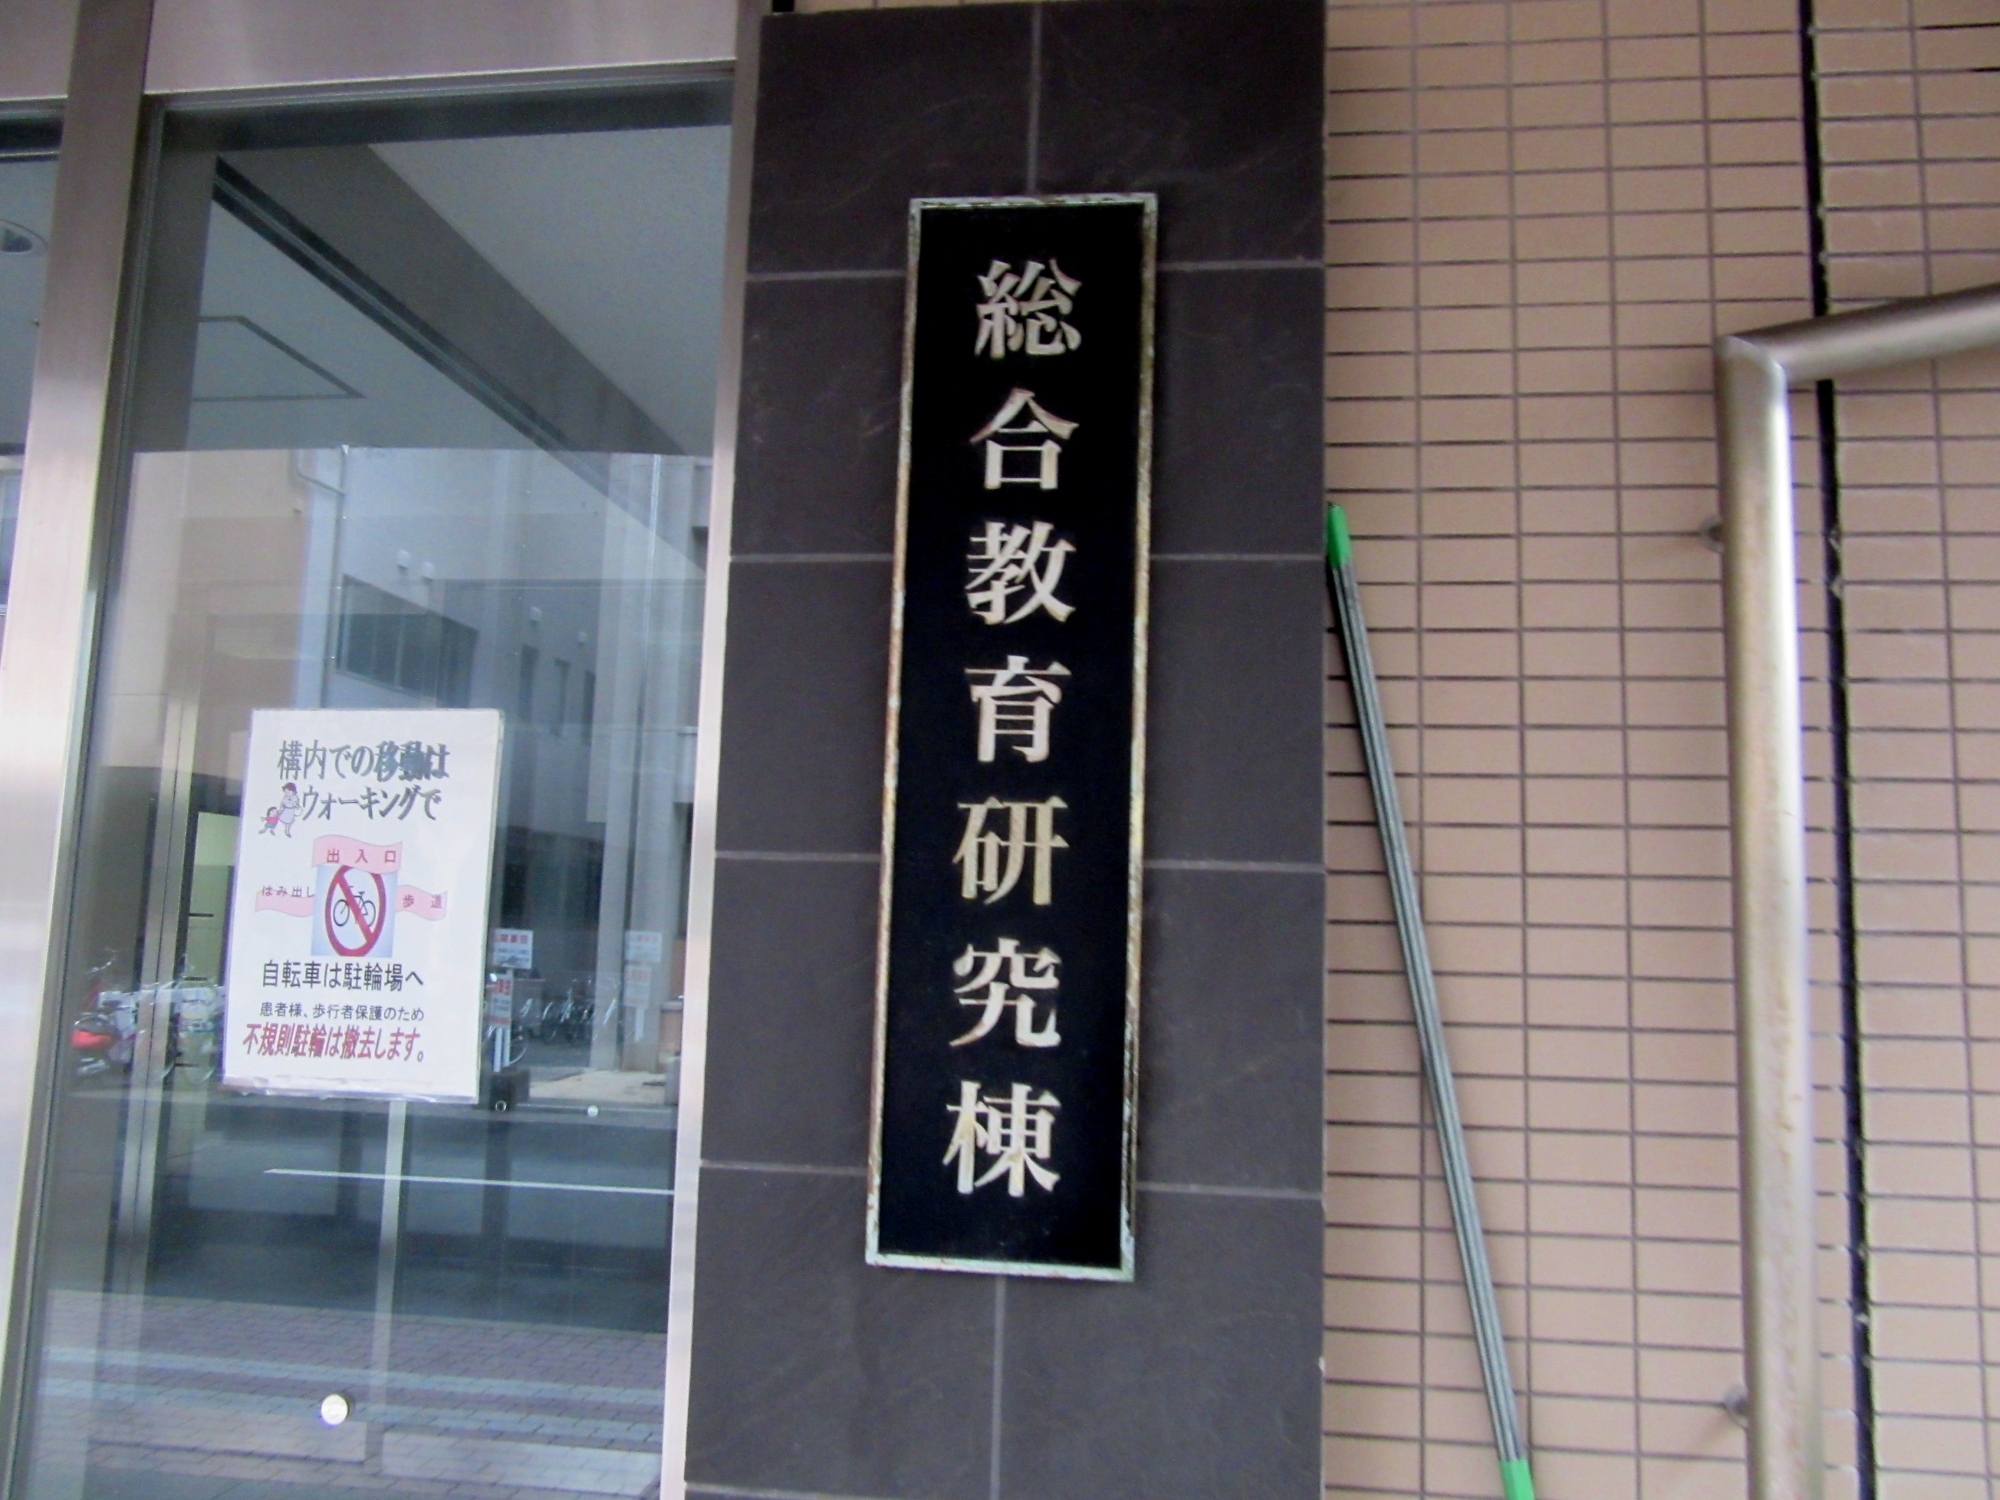 総合教育研究棟
構内での移動は
ウォーキングで
出入口
はみ出し
歩道
自転車は駐輪場へ
患者様、歩行者保護のため
不規則駐輪は撤去します。